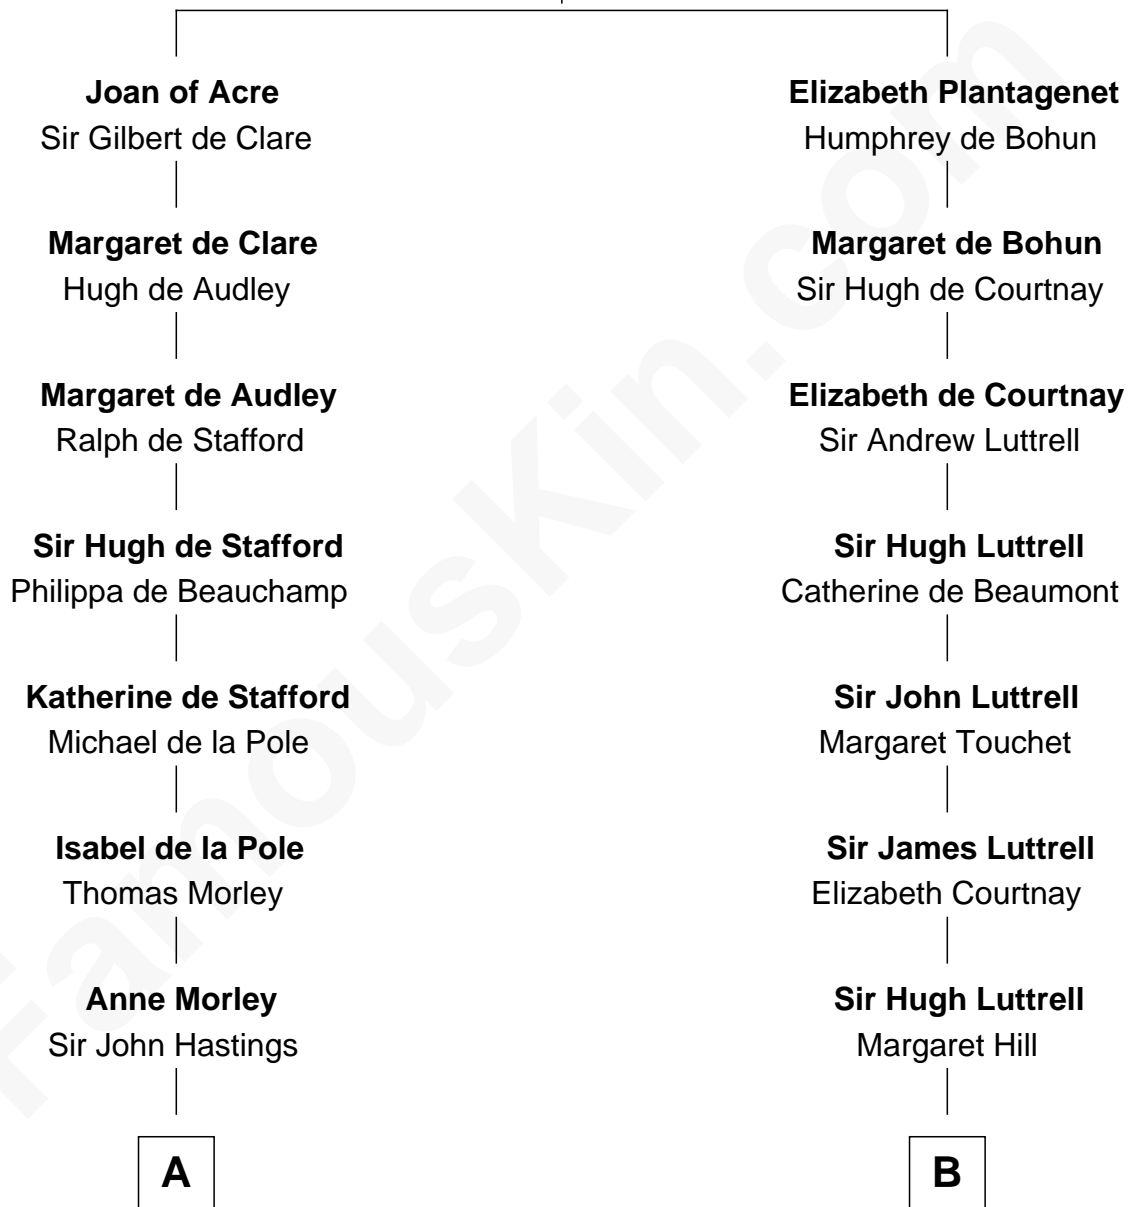 Joan of Acre
Sir Gilbert de Clare
Margaret de Clare
Hugh de Audley
Margaret de Audley
Ralph de Stafford
Sir Hugh de Stafford
Philippa de Beauchamp
Katherine de Stafford
Michael de la Pole
Isabel de la Pole
Thomas Morley
Anne Morley
Sir John Hastings
A
Elizabeth Plantagenet
Humphrey de Bohun
Margaret de Bohun
Sir Hugh de Courtnay
Elizabeth de Courtnay
Sir Andrew Luttrell
Sir Hugh Luttrell
Catherine de Beaumont
Sir John Luttrell
Margaret Touchet
Sir James Luttrell
Elizabeth Courtnay
Sir Hugh Luttrell
Margaret Hill
B
FamousKin.com